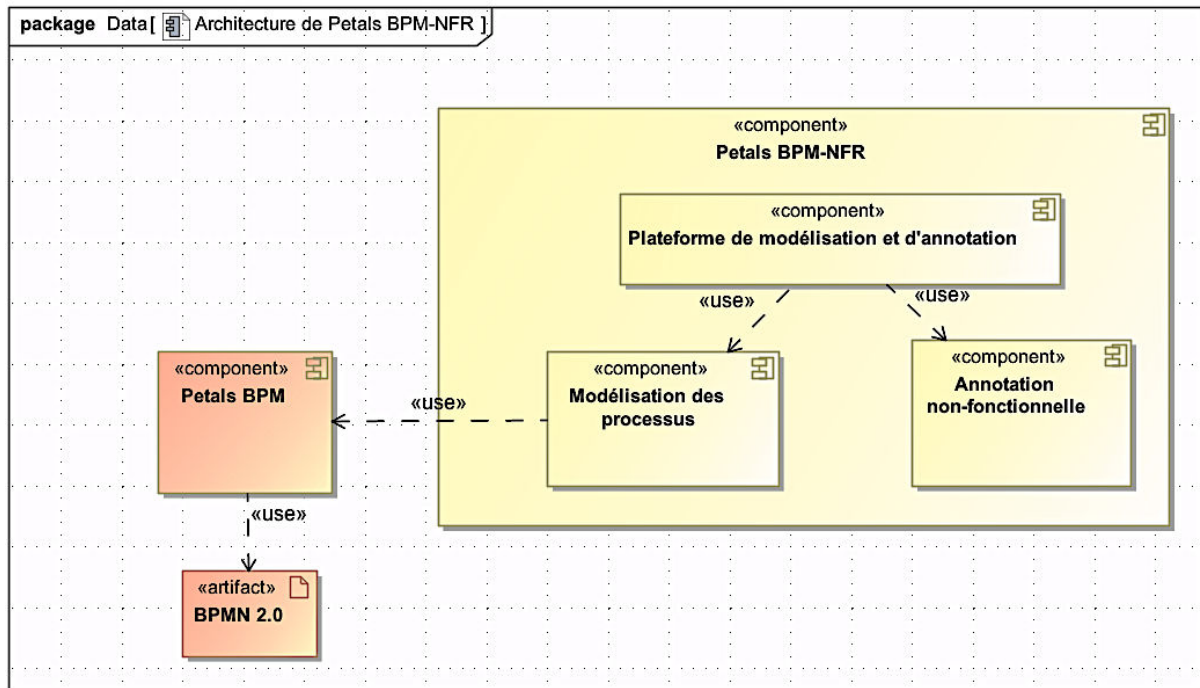 package Data[ Architecture de Petals BPM-NFR ]
«component»
Petals BPM-NFR
«component»
Plateforme de modélisation et d'annotation
«use»
«use»
«component»
Petals BPM
«use»
«component»
Modélisation des
processus
«component»
Annotation
non-fonctionnelle
«use»
«artifact»
BPMN 2.0